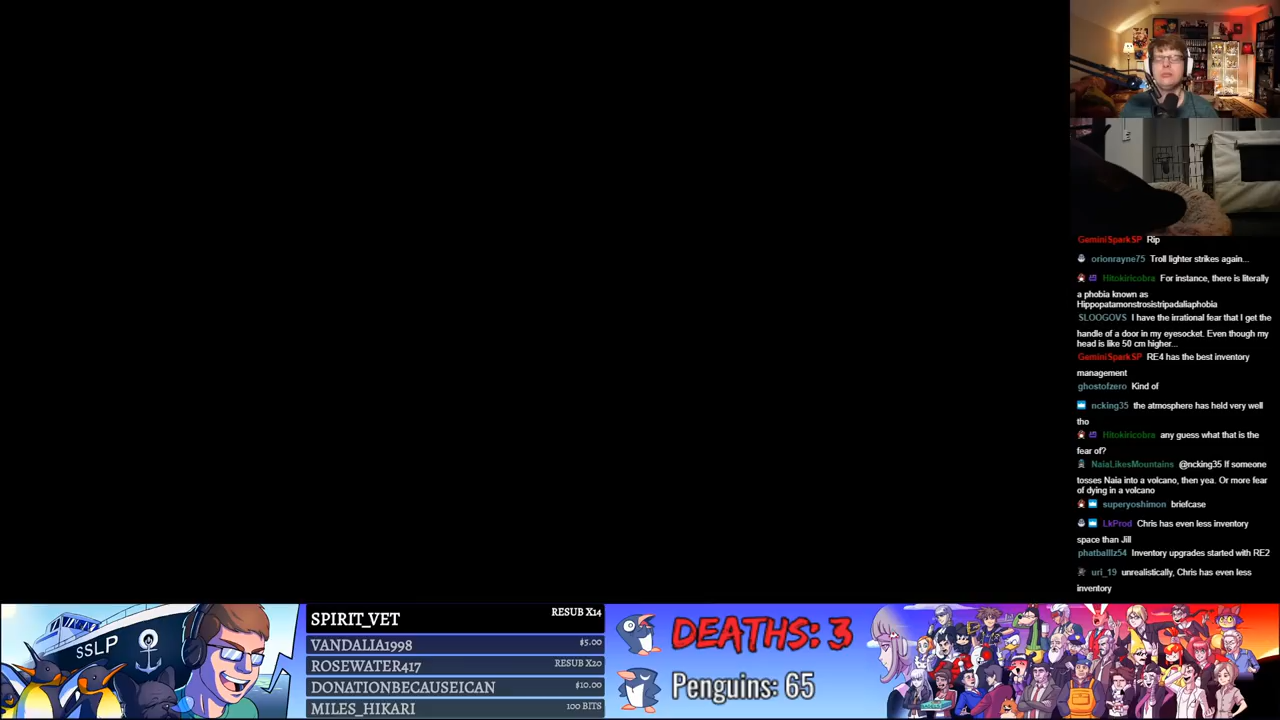 GeminiSparkSP Rip
orionrayne75 Troll lighter strikes again...
Hitokiricobra For instance, there is literally
a phobia known as
Hippopatamonstrosistripadaliaphobia
SLOOGOVS I have the irrational fear that I get the
handle of a door in my eyesocket. Even though my
head is like 50 cm higher...
GeminiSparkSP RE4 has the best inventory
management
ghostofzero Kind of
ncking35 the atmosphere has held very well
tho
Hitokiricobra any guess what that is the
fear of?
NaiaLikesMountains @ncking35 If someone
tosses Naia into a volcano, then yea. Or more fear
of dying in a volcano
superyoshimon briefcase
LkProd Chris has even less inventory
space than Jill
phatballlz54 Inventory upgrades started with RE2
uri_19 unrealistically, Chris has even less
inventory
SSLP
SPIRIT_VET RESUB X14
VANDALIA1998 $5.00
ROSEWATER417 RESUB X20
DONATIONBECAUSEICAN $10.00
MILES_HIKARI 100 BITS
DEATHS: 3
Penguins: 65